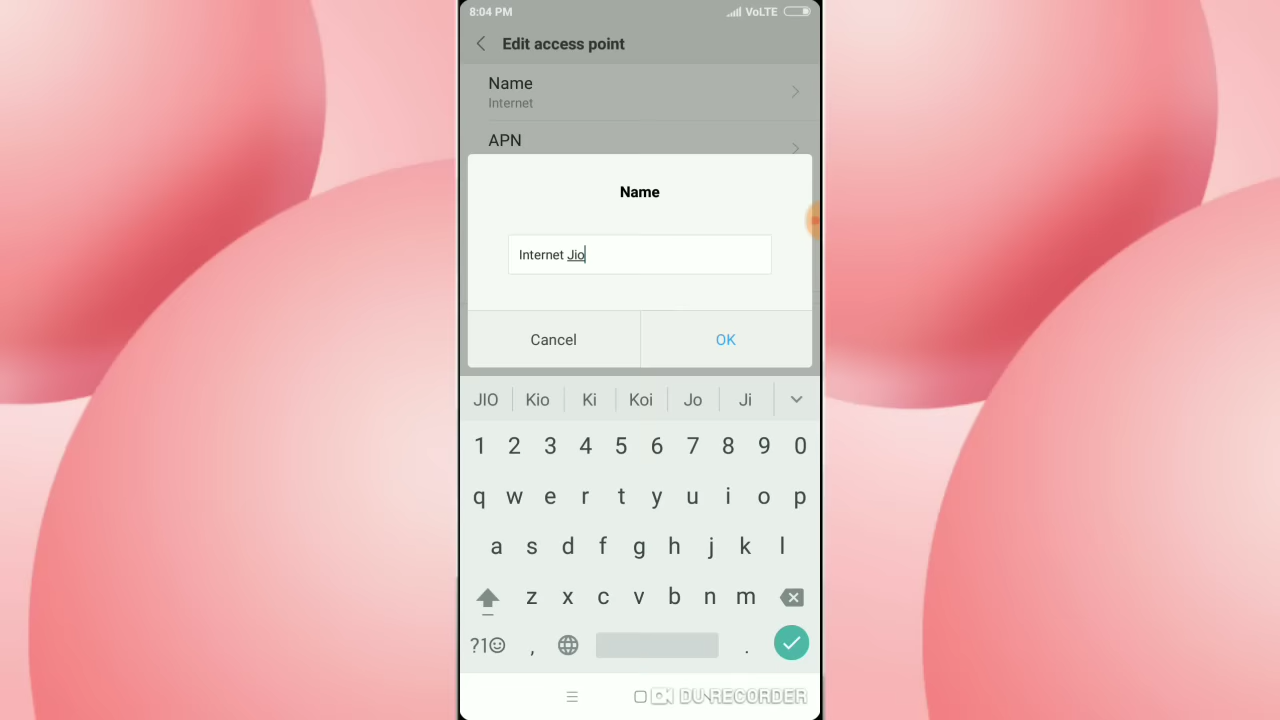 8:04 PM VoLTE
Edit access point
Name
Internet
APN
Name
Internet Jio
Cancel OK
JIO Kio Ki Koi Jo Ji
1 2 3 4 5 6 7 8 9 0
q w e r t y u i o p
a s d f g h j k l
z x c v b n m
?1☺ , .
DU RECORDER